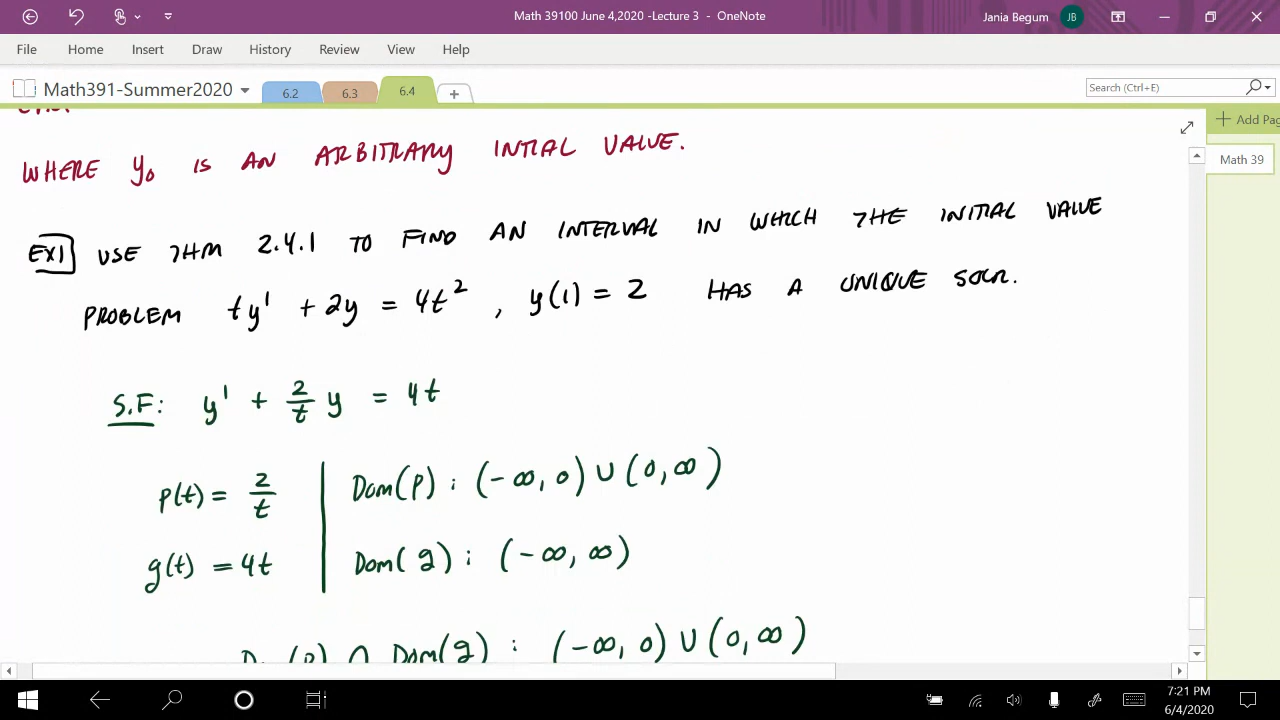 Math 39100 June 4,2020 -Lecture 3 - OneNote
Jania Begum JB
File Home Insert Draw History Review View Help
Math391-Summer2020 6.2 6.3 6.4
Search (Ctrl+E)
Add Pag
Math 39
WHERE y₀ IS AN ARBITRARY INTIAL VALUE.
EX1 USE THM 2.4.1 TO FIND AN INTERVAL IN WHICH THE INITIAL VALUE
PROBLEM ty' + 2y = 4t², y(1) = 2 HAS A UNIQUE SOLN.
S.F: y' + 2/t y = 4t
p(t) = 2/t | Dom(p): (-∞, 0) ∪ (0, ∞)
g(t) = 4t | Dom(g): (-∞, ∞)
Dom(p) ∩ Dom(g): (-∞, 0) ∪ (0, ∞)
7:21 PM
6/4/2020